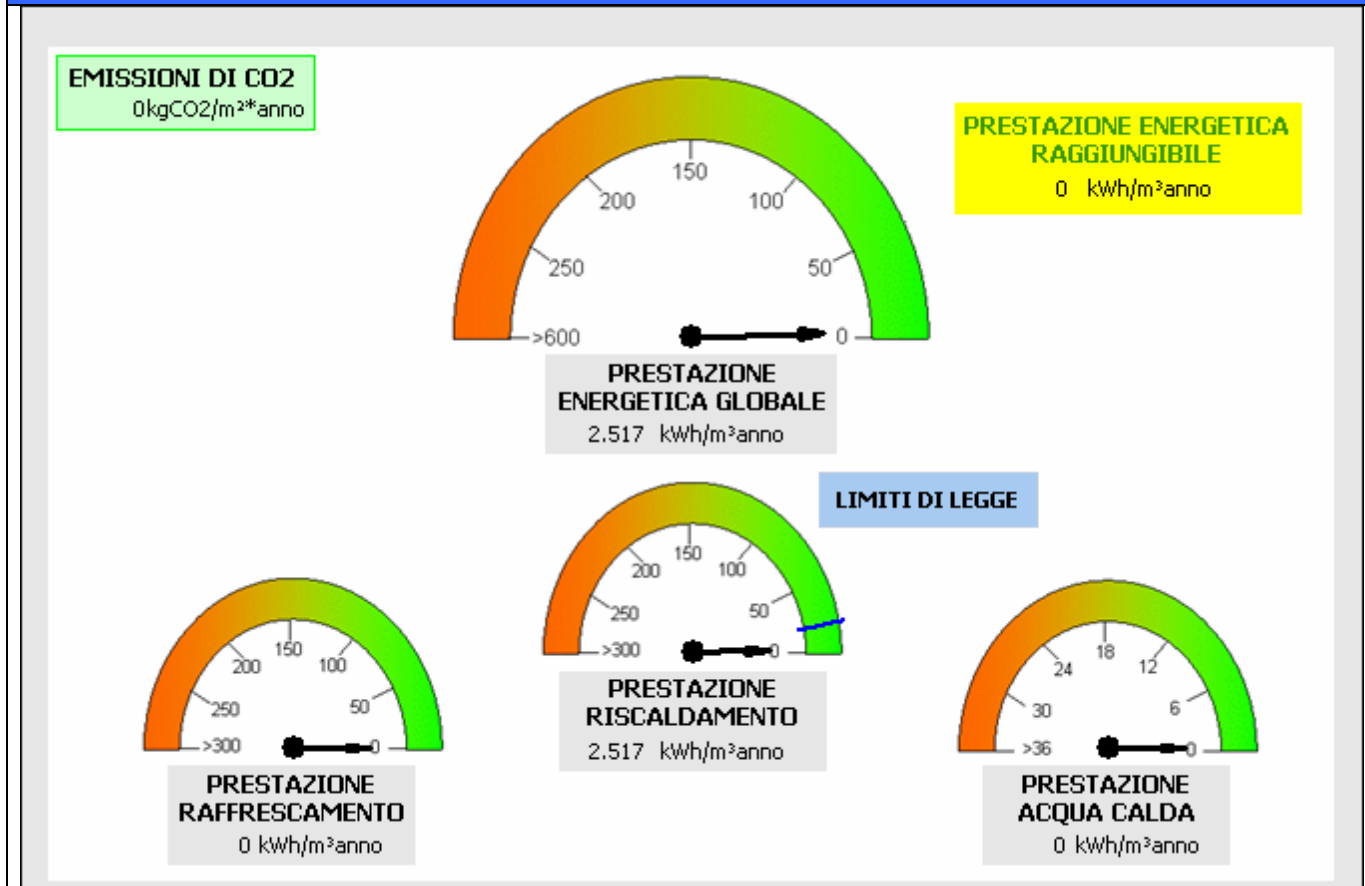 EMISSIONI DI CO2
0kgCO2/m²*anno
PRESTAZIONE ENERGETICA
RAGGIUNGIBILE
0 kWh/m³anno
150
200
100
250
50
>600
0
PRESTAZIONE
ENERGETICA GLOBALE
2.517 kWh/m³anno
LIMITI DI LEGGE
150
200
100
250
50
>300
0
PRESTAZIONE
RISCALDAMENTO
2.517 kWh/m³anno
150
200
100
250
50
>300
0
PRESTAZIONE
RAFFRESCAMENTO
0 kWh/m³anno
18
24
12
30
6
>36
0
PRESTAZIONE
ACQUA CALDA
0 kWh/m³anno